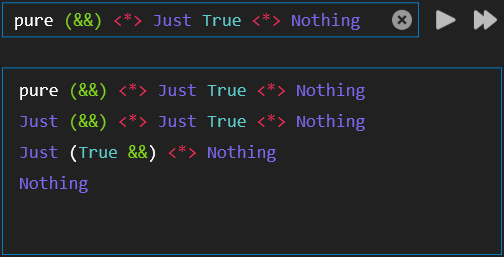 pure (&&) <*> Just True <*> Nothing
pure (&&) <*> Just True <*> Nothing
Just (&&) <*> Just True <*> Nothing
Just (True &&) <*> Nothing
Nothing